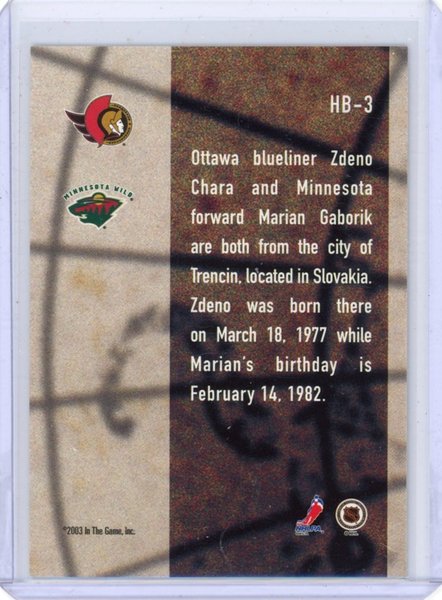 HB-3
MINNESOTA WILD
Ottawa blueliner Zdeno
Chara and Minnesota
forward Marian Gaborik
are both from the city of
Trencin, located in Slovakia.
Zdeno was born there
on March 18, 1977 while
Marian's birthday is
February 14, 1982.
©2003 In The Game, Inc.
NHLPA